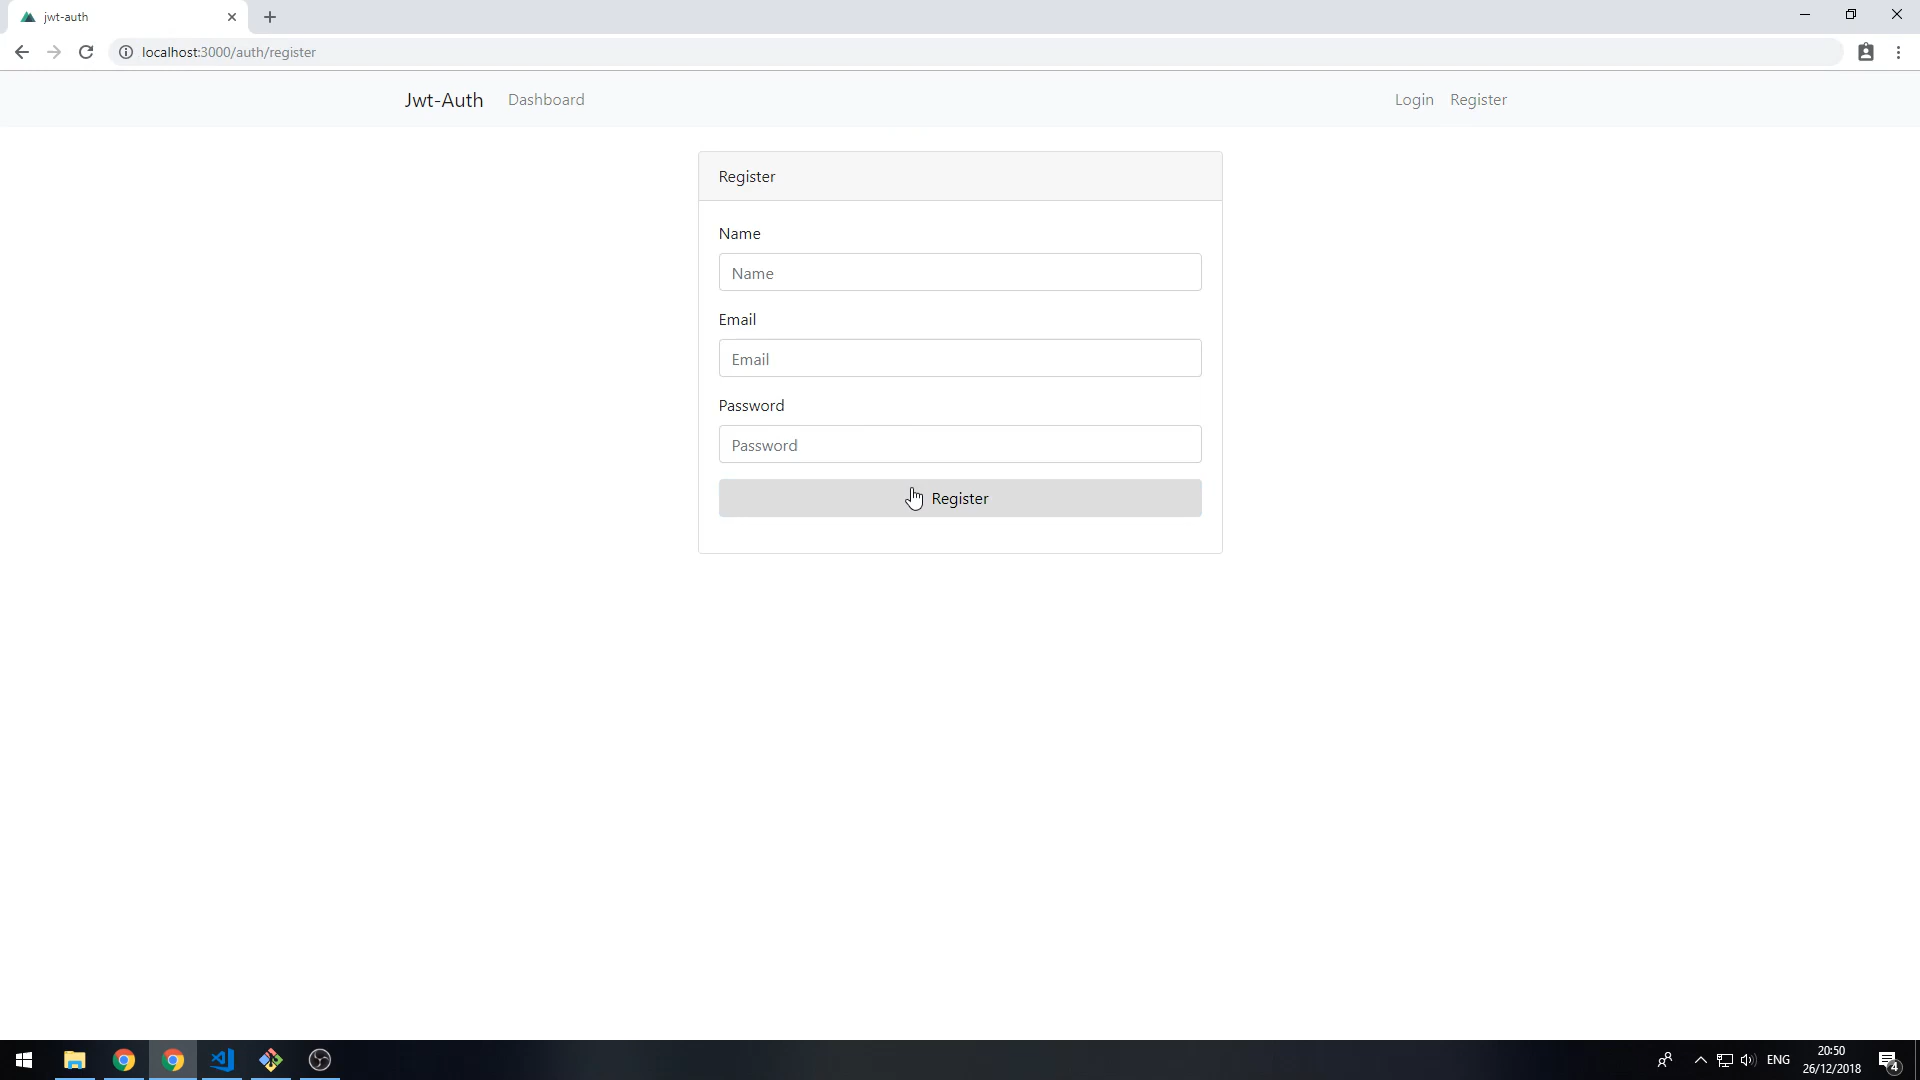 jwt-auth
localhost:3000/auth/register
Jwt-Auth Dashboard Login Register
Register
Name
Name
Email
Email
Password
Password
Register
ENG
20:50
26/12/2018
4